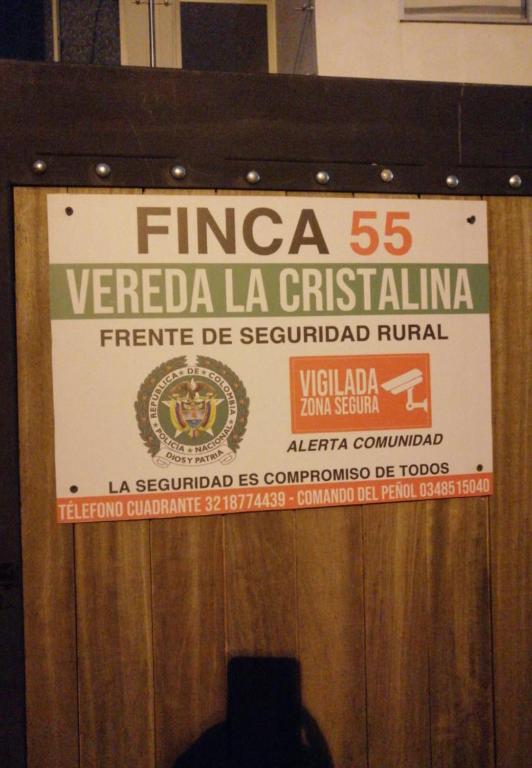 FINCA 55
VEREDA LA CRISTALINA
FRENTE DE SEGURIDAD RURAL
REPUBLICA DE COLOMBIA
POLICIA NACIONAL
DIOS Y PATRIA
VIGILADA
ZONA SEGURA
ALERTA COMUNIDAD
LA SEGURIDAD ES COMPROMISO DE TODOS
TÉLEFONO CUADRANTE 3218774439 - COMANDO DEL PEÑOL 0348515040